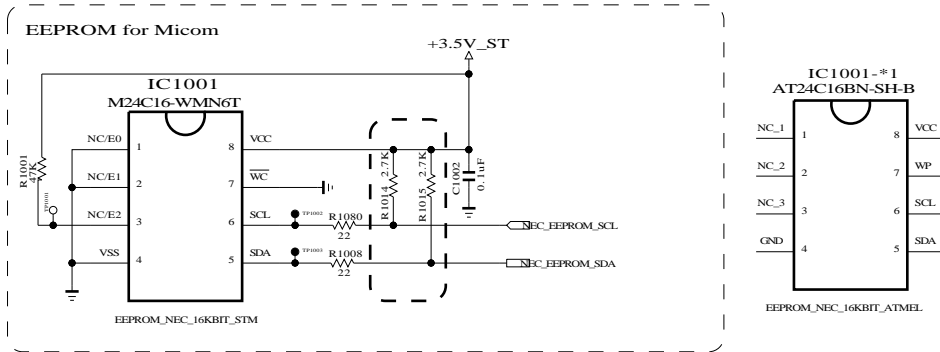 EEPROM for Micom
+3.5V_ST
IC1001
M24C16-WMN6T
NC/E0
1
NC/E1
2
NC/E2
3
VSS
4
VCC
8
WC
7
SCL
6
SDA
5
R1001
47K
TP1001
TP1002
TP1003
R1080
22
R1008
22
R1014 2.7K
R1015 2.7K
C1002
0.1uF
NEC_EEPROM_SCL
NEC_EEPROM_SDA
EEPROM_NEC_16KBIT_STM
IC1001-*1
AT24C16BN-SH-B
NC_1
1
NC_2
2
NC_3
3
GND
4
VCC
8
WP
7
SCL
6
SDA
5
EEPROM_NEC_16KBIT_ATMEL